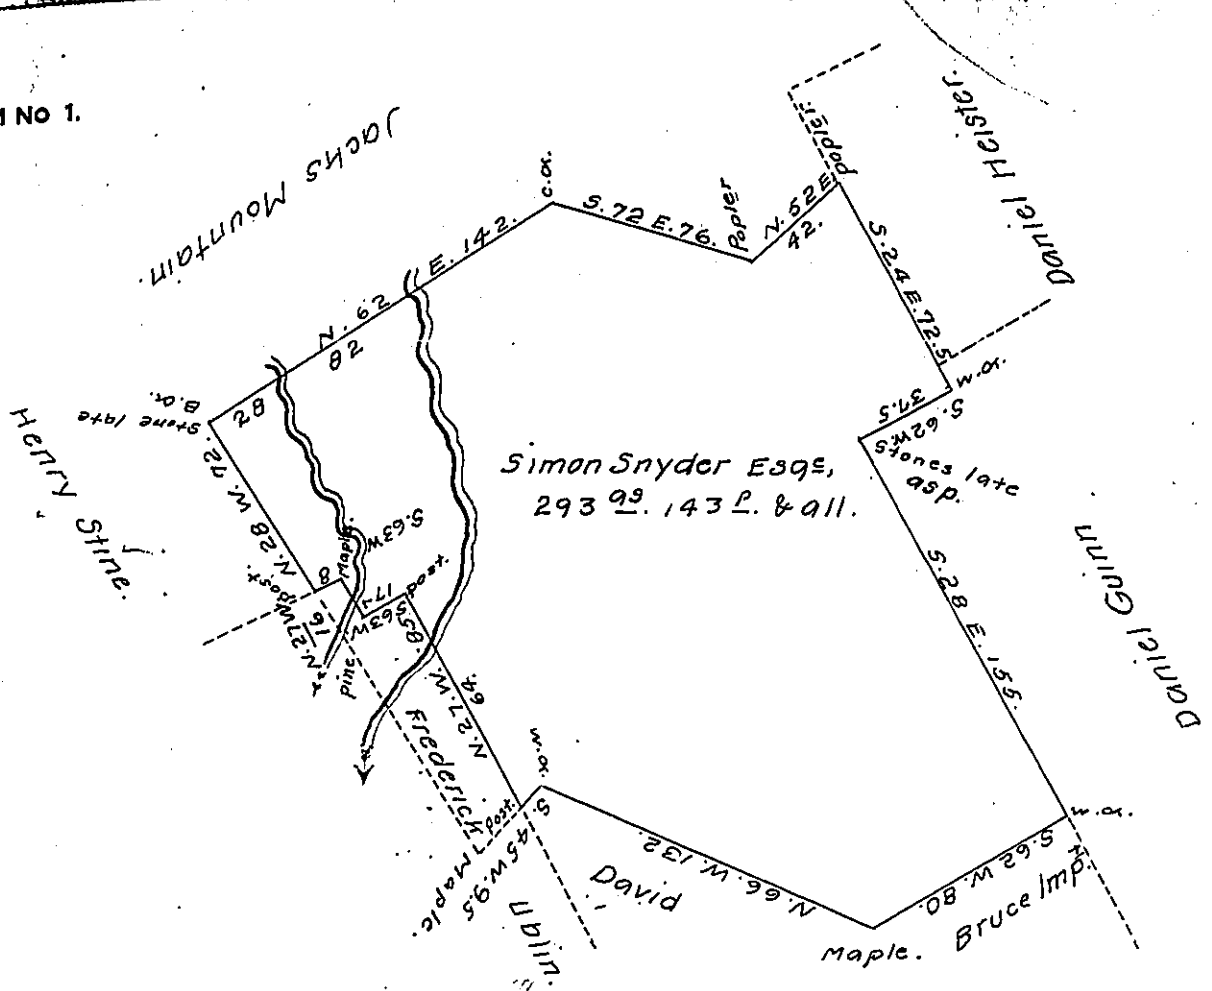 No 1.
Jacks Mountain.
Daniel Heister.
popler.
c.o.
S. 72 E. 76.
Popler
N. 52 E.
42.
S. 24 E. 72.5
w.o.
37.5
S. 62 W.
Stones late
asp.
N. 62 E. 142.
82
28
Stone late
B.o.
Henry Stine.
N. 28 W. 72.
Simon Snyder Esqr,
293 as. 143 P. & all.
Maple.
S. 63 W
8
post.
N. 27 W
16
17
S 63 W
post.
pine
85.
N. 27 W.
69.
Frederick
Ublin.
post.
Maple.
S. 45 W. 9.5
w.o.
N. 66 W. 132.
David
Maple.
S. 62 W. 80.
Bruce Imp.
w.o.
S. 28 E. 155.
Daniel Guinn